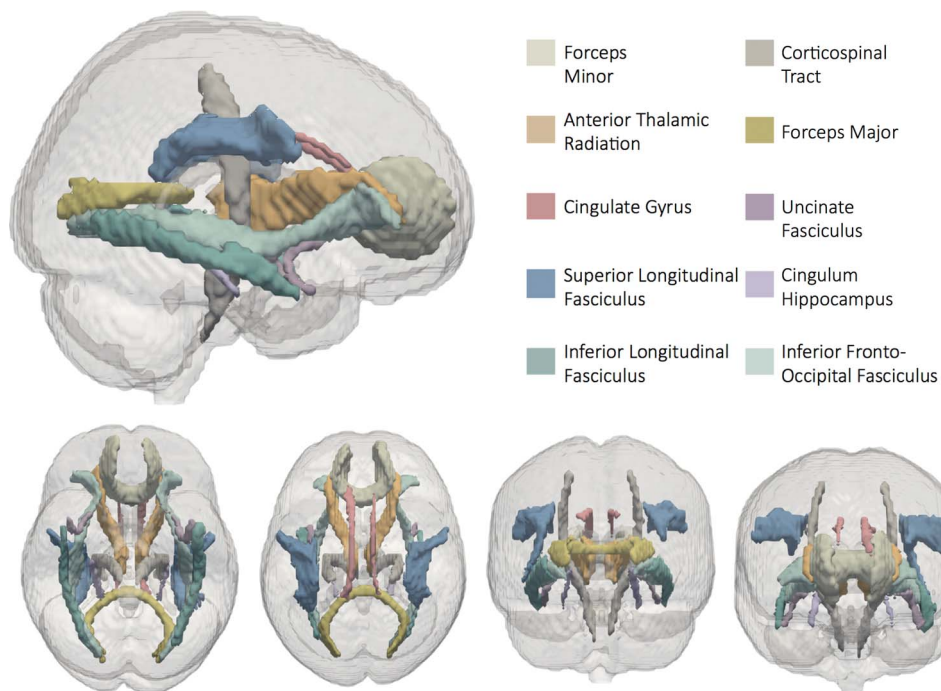 Forceps
Minor
Corticospinal
Tract
Anterior Thalamic
Radiation
Forceps Major
Cingulate Gyrus
Uncinate
Fasciculus
Superior Longitudinal
Fasciculus
Cingulum
Hippocampus
Inferior Longitudinal
Fasciculus
Inferior Fronto-
Occipital Fasciculus